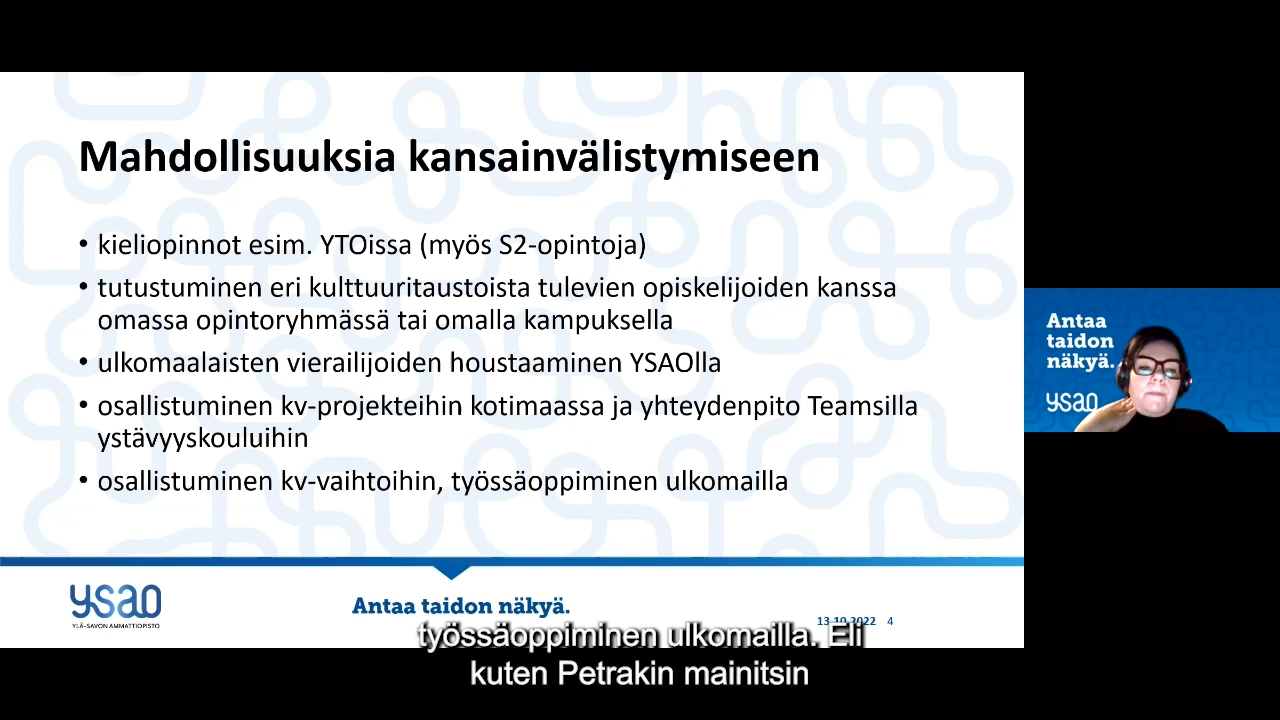 Mahdollisuuksia kansainvälistymiseen
• kieliopinnot esim. YTOissa (myös S2-opintoja)
• tutustuminen eri kulttuuritaustoista tulevien opiskelijoiden kanssa
omassa opintoryhmässä tai omalla kampuksella
• ulkomaalaisten vierailijoiden houstaaminen YSAOlla
• osallistuminen kv-projekteihin kotimaassa ja yhteydenpito Teamsilla
ystävyyskouluihin
• osallistuminen kv-vaihtoihin, työssäoppiminen ulkomailla
ysao
YLÄ-SAVON AMMATTIOPISTO
Antaa taidon näkyä.
13.10.2022 4
työssäoppiminen ulkomailla. Eli
kuten Petrakin mainitsin
Antaa
taidon
näkyä.
ysao